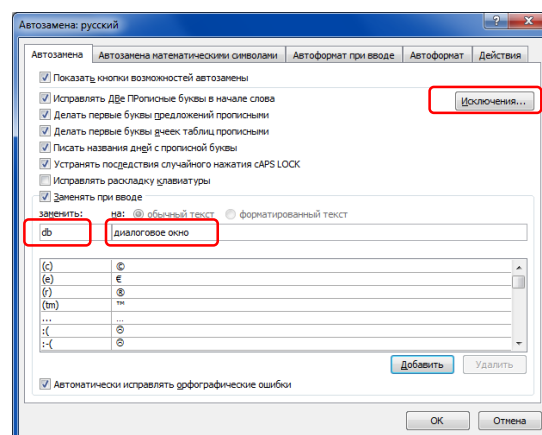 Автозамена: русский
Автозамена Автозамена математическими символами Автоформат при вводе Автоформат Действия
Показать кнопки возможностей автозамены
Исправлять ДВе ПРописные буквы в начале слова
Исключения...
Делать первые буквы предложений прописными
Делать первые буквы ячеек таблиц прописными
Писать названия дней с прописной буквы
Устранять последствия случайного нажатия cAPS LOCK
Исправлять раскладку клавиатуры
Заменять при вводе
заменить: на: обычный текст форматированный текст
db диалоговое окно
(c) ©
(e) €
(r) ®
(tm) ™
... …
:( ☹
:-( ☹
Добавить Удалить
Автоматически исправлять орфографические ошибки
ОК Отмена